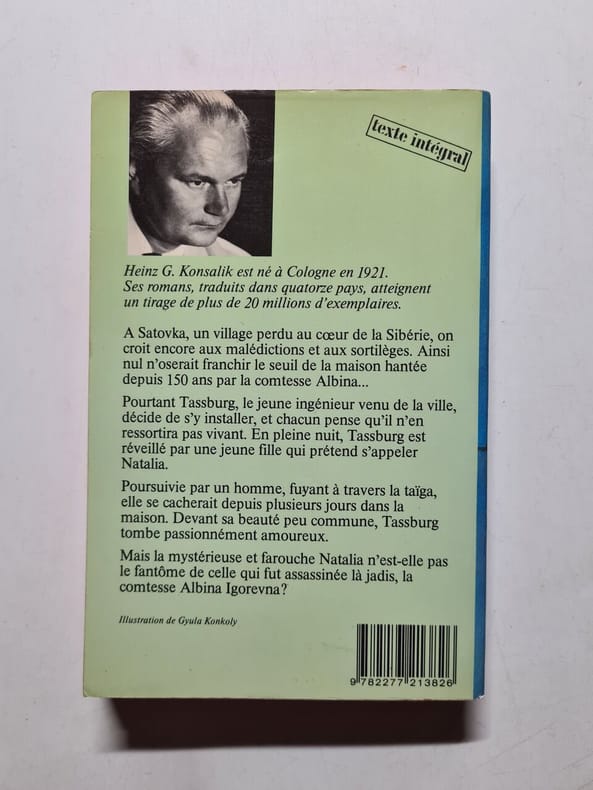 texte intégral
Heinz G. Konsalik est né à Cologne en 1921.
Ses romans, traduits dans quatorze pays, atteignent
un tirage de plus de 20 millions d'exemplaires.
A Satovka, un village perdu au cœur de la Sibérie, on
croit encore aux malédictions et aux sortilèges. Ainsi
nul n'oserait franchir le seuil de la maison hantée
depuis 150 ans par la comtesse Albina...
Pourtant Tassburg, le jeune ingénieur venu de la ville,
décide de s'y installer, et chacun pense qu'il n'en
ressortira pas vivant. En pleine nuit, Tassburg est
réveillé par une jeune fille qui prétend s'appeler
Natalia.
Poursuivie par un homme, fuyant à travers la taïga,
elle se cacherait depuis plusieurs jours dans la
maison. Devant sa beauté peu commune, Tassburg
tombe passionnément amoureux.
Mais la mystérieuse et farouche Natalia n'est-elle pas
le fantôme de celle qui fut assassinée là jadis, la
comtesse Albina Igorevna?
Illustration de Gyula Konkoly
9 782277 213826